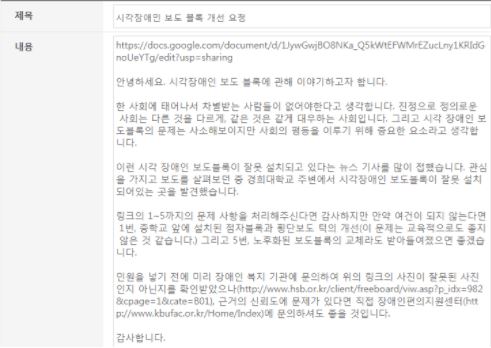 제목
시각장애인 보도 블록 개선 요청
내용
https://docs.google.com/document/d/1JywGwjBO8NKa_Q5kWtEFWMrEZucLny1KRIdG
noUeYTg/edit?usp=sharing
안녕하세요. 시각장애인 보도 블록에 관해 이야기하고자 합니다.
한 사회에 태어나서 차별받는 사람들이 없어야한다고 생각합니다. 진정으로 정의로운
사회는 다른 것을 다르게, 같은 것은 같게 대우하는 사회입니다. 그리고 시각 장애인 보
도블록의 문제는 사소해보이지만 사회의 평등을 이루기 위해 중요한 요소라고 생각합
니다.
이런 시각 장애인 보도블록이 잘못 설치되고 있다는 뉴스 기사를 많이 접했습니다. 관심
을 가지고 보도를 살펴보던 중 경희대학교 주변에서 시각장애인 보도블록이 잘못 설치
되어있는 곳을 발견했습니다.
링크의 1~5까지의 문제 사항을 처리해주신다면 감사하지만 만약 여건이 되지 않는다면
1번, 중학교 앞에 설치된 점자블록과 횡단보도 턱의 개선(이 문제는 교육적으로도 좋지
않은 것 같습니다.) 그리고 5번, 노후화된 보도블록의 교체라도 받아들여졌으면 좋겠습
니다.
민원을 넣기 전에 미리 장애인 복지 기관에 문의하여 위의 링크의 사진이 잘못된 사진
인지 아닌지를 확인받았으나(http://www.hsb.or.kr/client/freeboard/viw.asp?p_idx=982
&cpage=1&cate=801), 근거의 신뢰도에 문제가 있다면 직접 장애인편의지원센터(htt
p://www.kbufac.or.kr/Home/Index)에 문의하셔도 좋을 것입니다.
감사합니다.